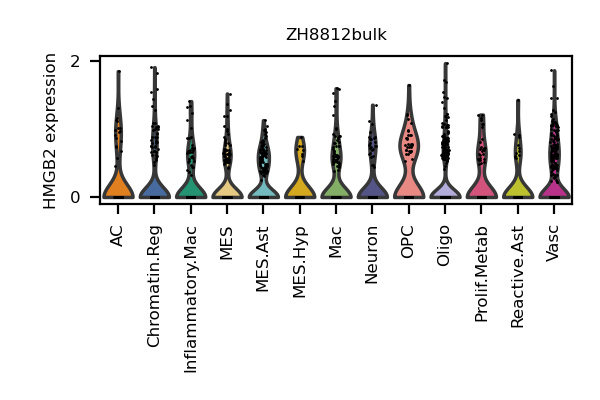 ZH8812bulk
HMGB2 expression
2
0
AC
Chromatin.Reg
Inflammatory.Mac
MES
MES.Ast
MES.Hyp
Mac
Neuron
OPC
Oligo
Prolif.Metab
Reactive.Ast
Vasc